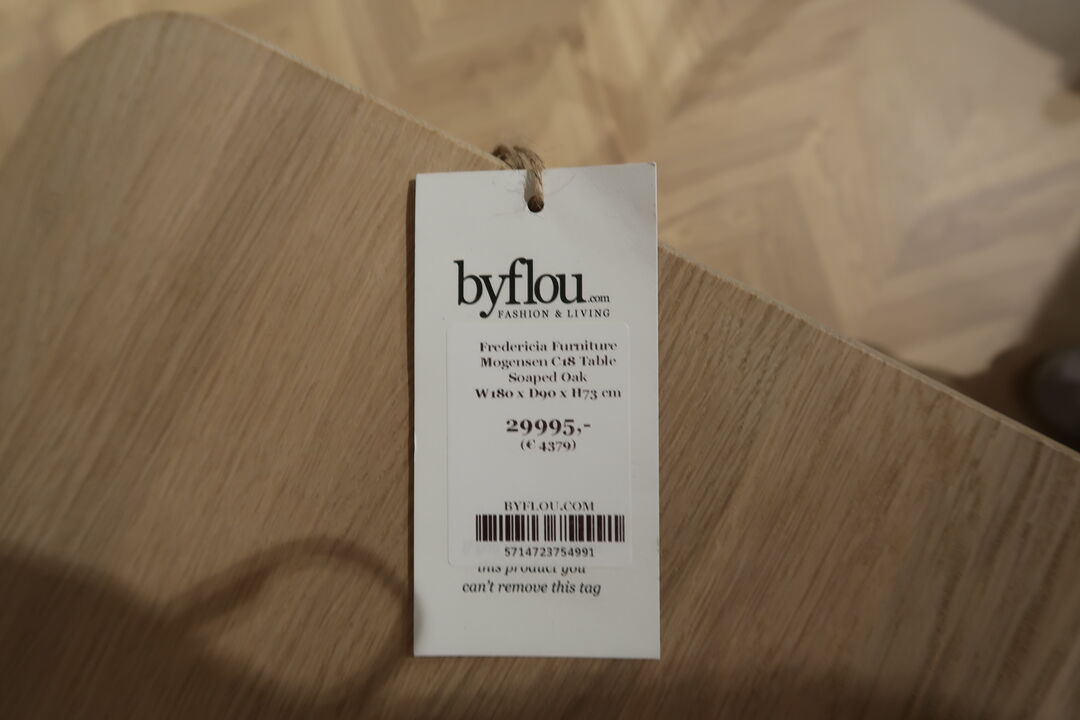 byflou.com
FASHION & LIVING
Fredericia Furniture
Mogensen C18 Table
Soaped Oak
W180 x D90 x H73 cm
29995,-
(€ 4379)
BYFLOU.COM
5714723754991
this product you
can't remove this tag